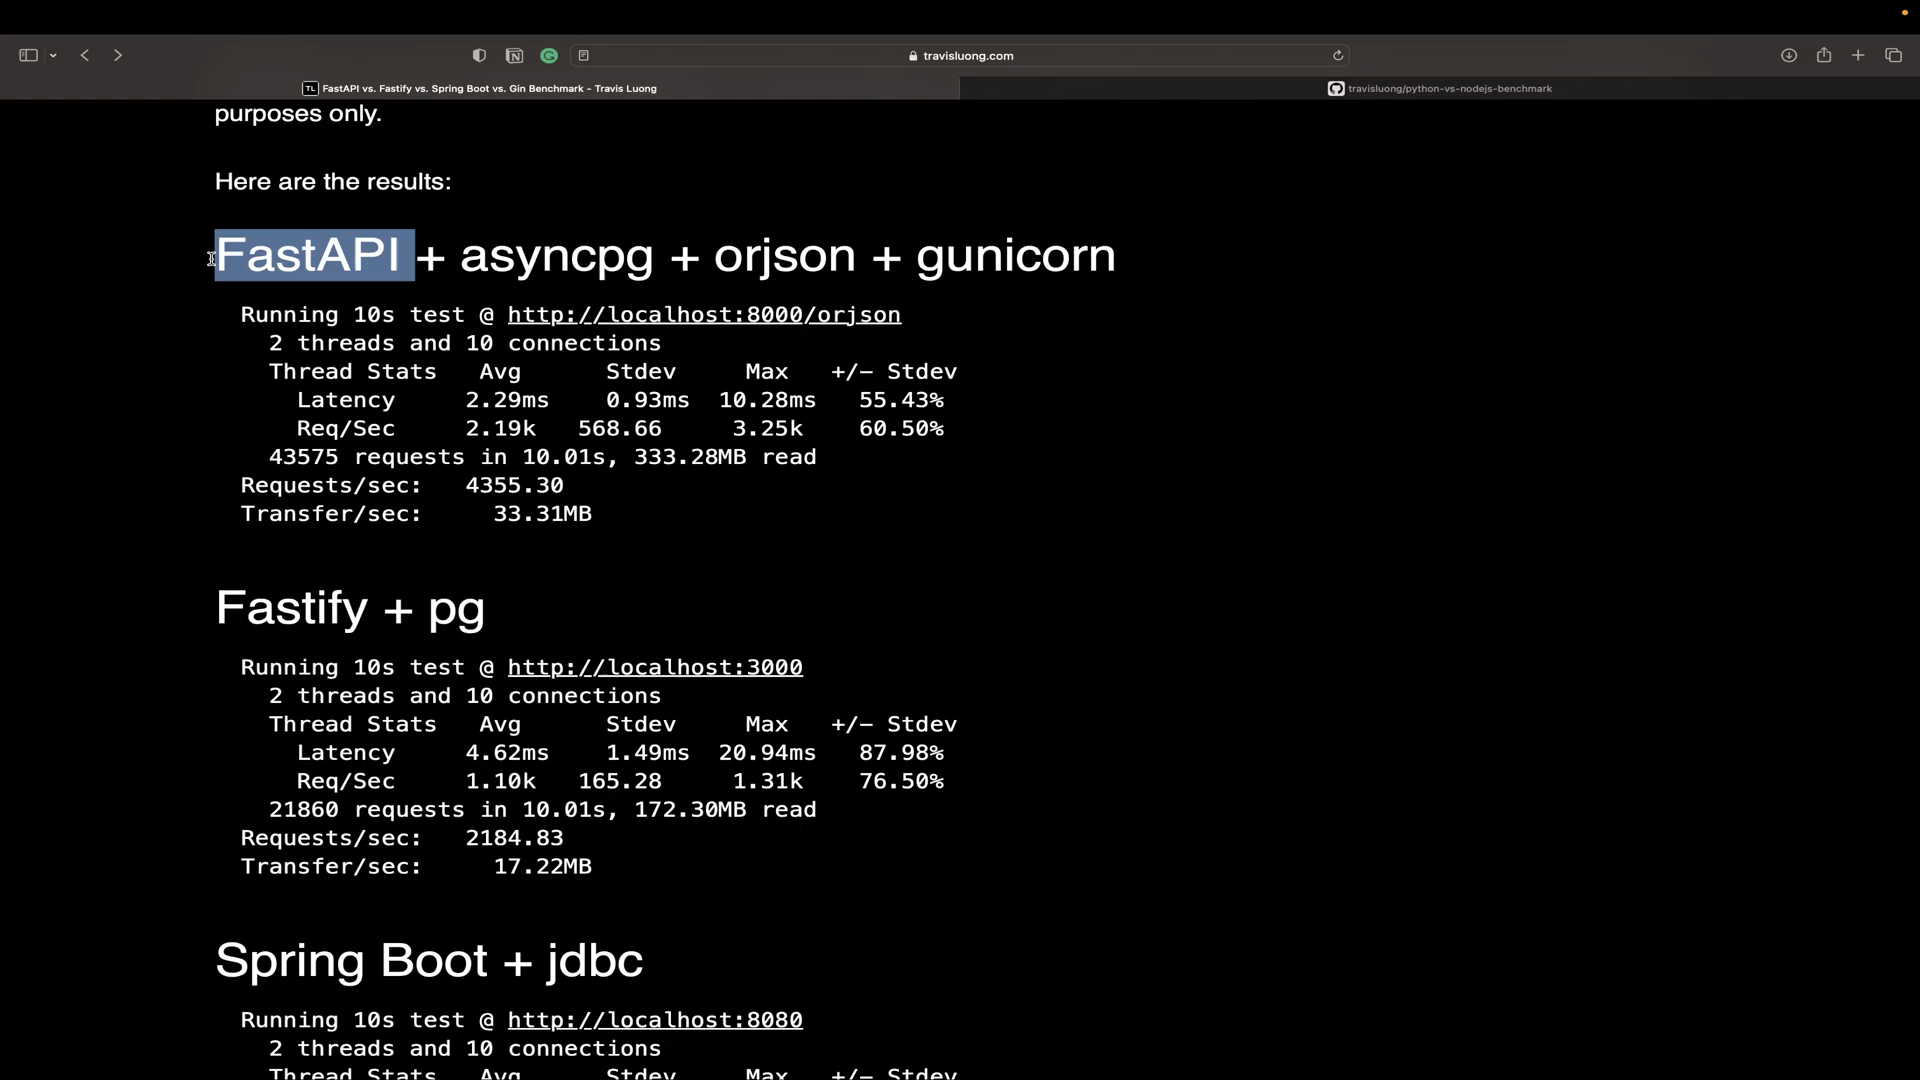 travisluong.com
TL FastAPI vs. Fastify vs. Spring Boot vs. Gin Benchmark - Travis Luong
travisluong/python-vs-nodejs-benchmark
purposes only.
Here are the results:
FastAPI + asyncpg + orjson + gunicorn
Running 10s test @ http://localhost:8000/orjson
2 threads and 10 connections
Thread Stats Avg Stdev Max +/- Stdev
Latency 2.29ms 0.93ms 10.28ms 55.43%
Req/Sec 2.19k 568.66 3.25k 60.50%
43575 requests in 10.01s, 333.28MB read
Requests/sec: 4355.30
Transfer/sec: 33.31MB
Fastify + pg
Running 10s test @ http://localhost:3000
2 threads and 10 connections
Thread Stats Avg Stdev Max +/- Stdev
Latency 4.62ms 1.49ms 20.94ms 87.98%
Req/Sec 1.10k 165.28 1.31k 76.50%
21860 requests in 10.01s, 172.30MB read
Requests/sec: 2184.83
Transfer/sec: 17.22MB
Spring Boot + jdbc
Running 10s test @ http://localhost:8080
2 threads and 10 connections
Thread Stats Avg Stdev Max +/- Stdev